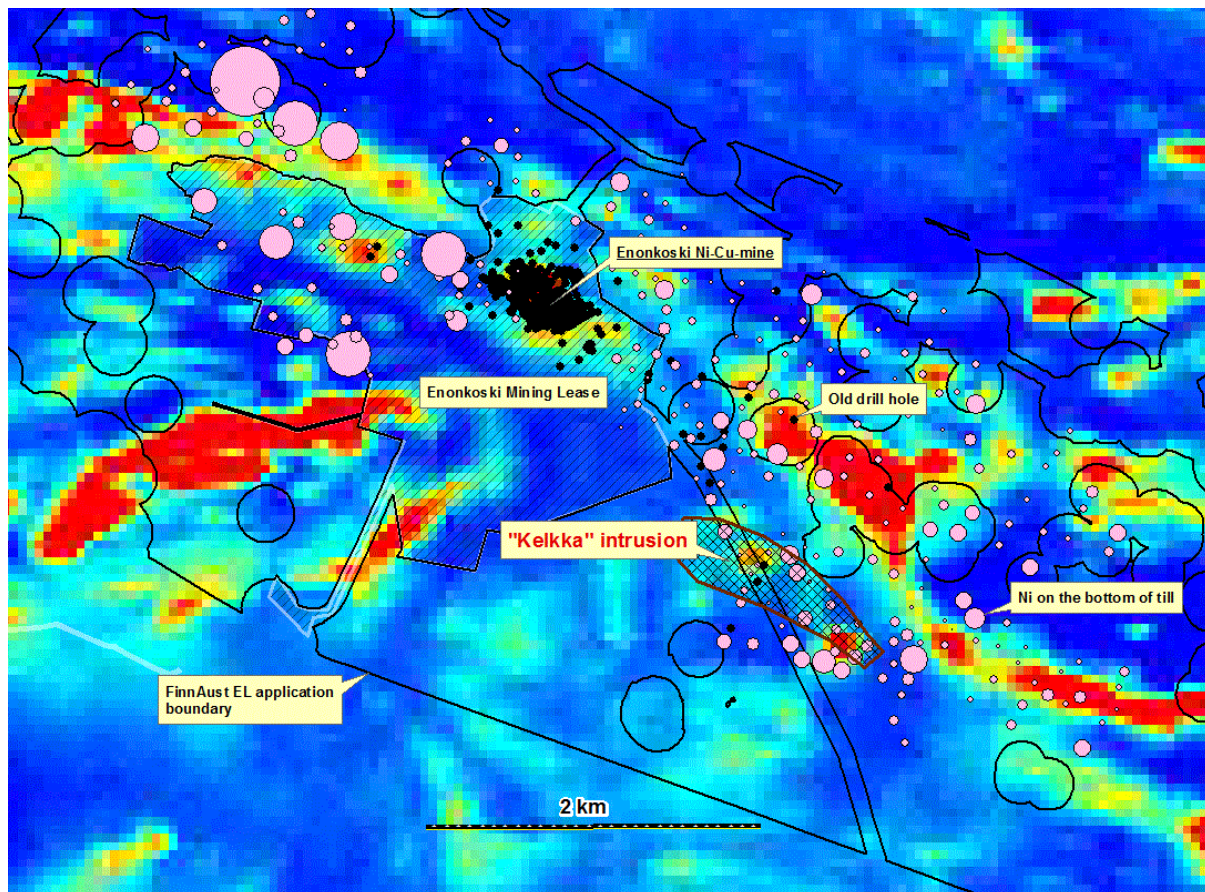 Enonkoski Ni-Cu-mine
Enonkoski Mining Lease
Old drill hole
"Kelkka" intrusion
Ni on the bottom of till
FinnAust EL application
boundary
2 km